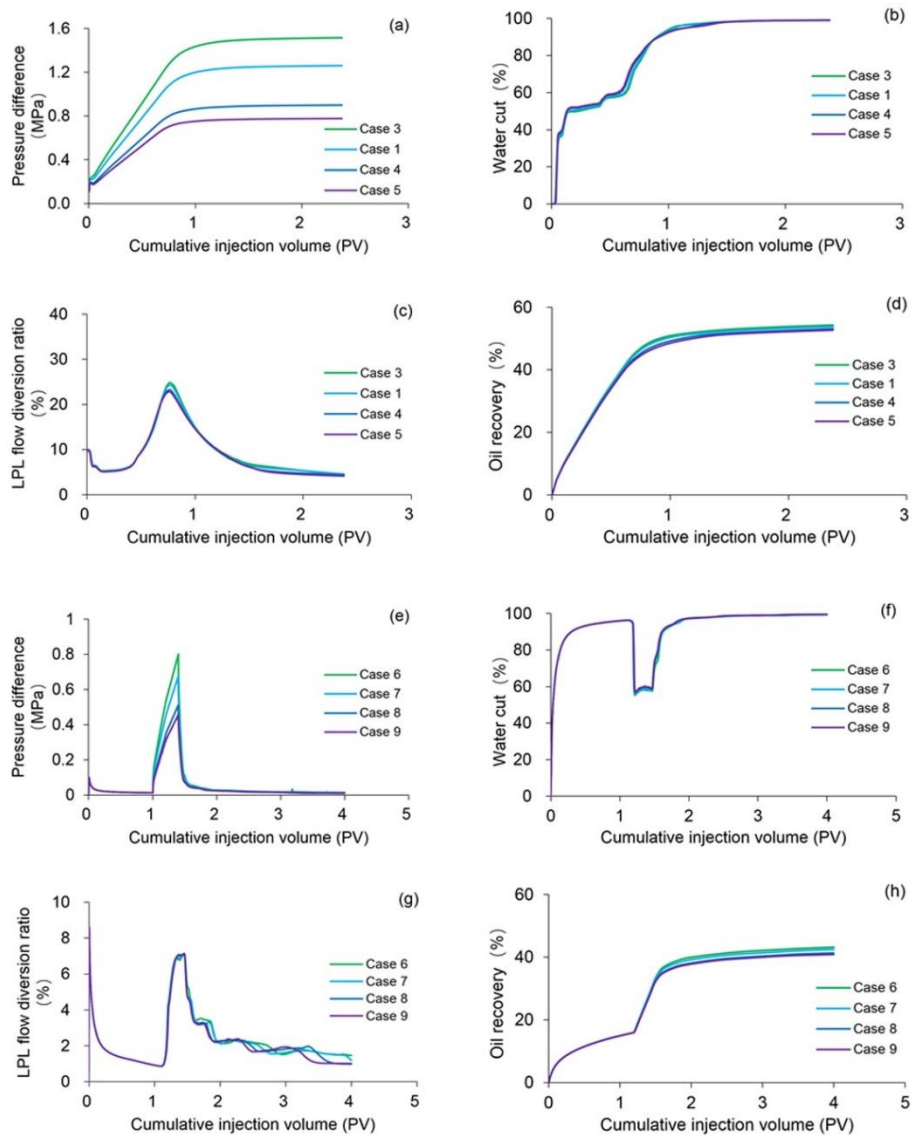 (a)
Pressure difference
(MPa)
1.6
1.2
0.8
0.4
0.0
0
1
2
3
Case 3
Case 1
Case 4
Case 5
Cumulative injection volume (PV)
(b)
Water cut (%)
100
80
60
40
20
0
0
1
2
3
Case 3
Case 1
Case 4
Case 5
Cumulative injection volume (PV)
(c)
LPL flow diversion ratio
(%)
40
30
20
10
0
0
1
2
3
Case 3
Case 1
Case 4
Case 5
Cumulative injection volume (PV)
(d)
Oil recovery (%)
60
40
20
0
0
1
2
3
Case 3
Case 1
Case 4
Case 5
Cumulative injection volume (PV)
(e)
Pressure difference
(MPa)
1
0.8
0.6
0.4
0.2
0
0
1
2
3
4
5
Case 6
Case 7
Case 8
Case 9
Cumulative injection volume (PV)
(f)
Water cut (%)
100
80
60
40
20
0
0
1
2
3
4
5
Case 6
Case 7
Case 8
Case 9
Cumulative injection volume (PV)
(g)
LPL flow diversion ratio
(%)
10
8
6
4
2
0
0
1
2
3
4
5
Case 6
Case 7
Case 8
Case 9
Cumulative injection volume (PV)
(h)
Oil recovery (%)
60
40
20
0
0
1
2
3
4
5
Case 6
Case 7
Case 8
Case 9
Cumulative injection volume (PV)